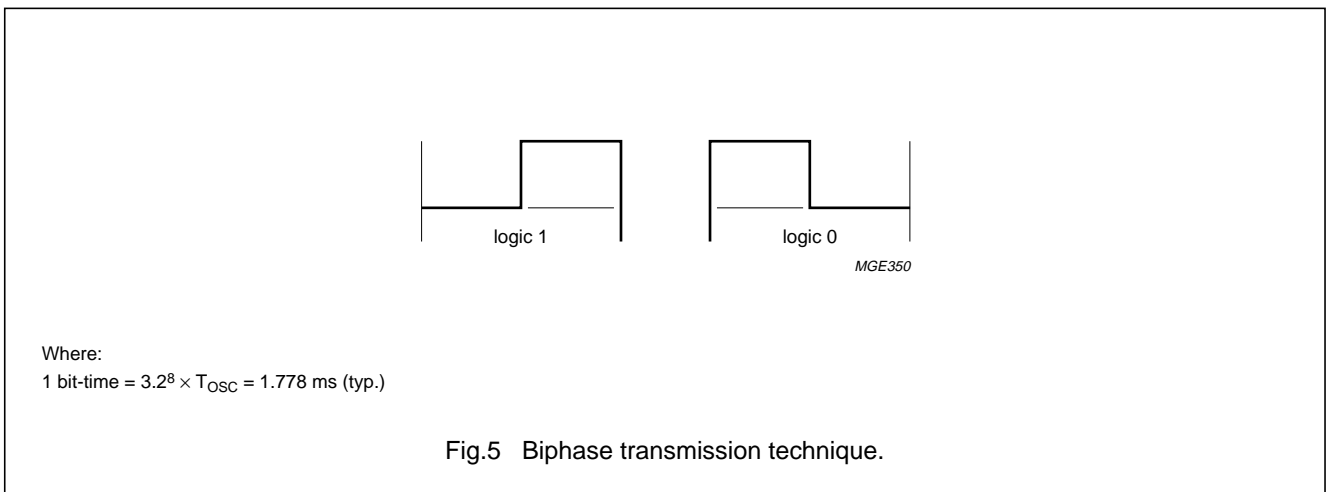 logic 1 logic 0
MGE350
Where:
1 bit-time = 3.2⁸ × T_OSC = 1.778 ms (typ.)
Fig.5 Biphase transmission technique.